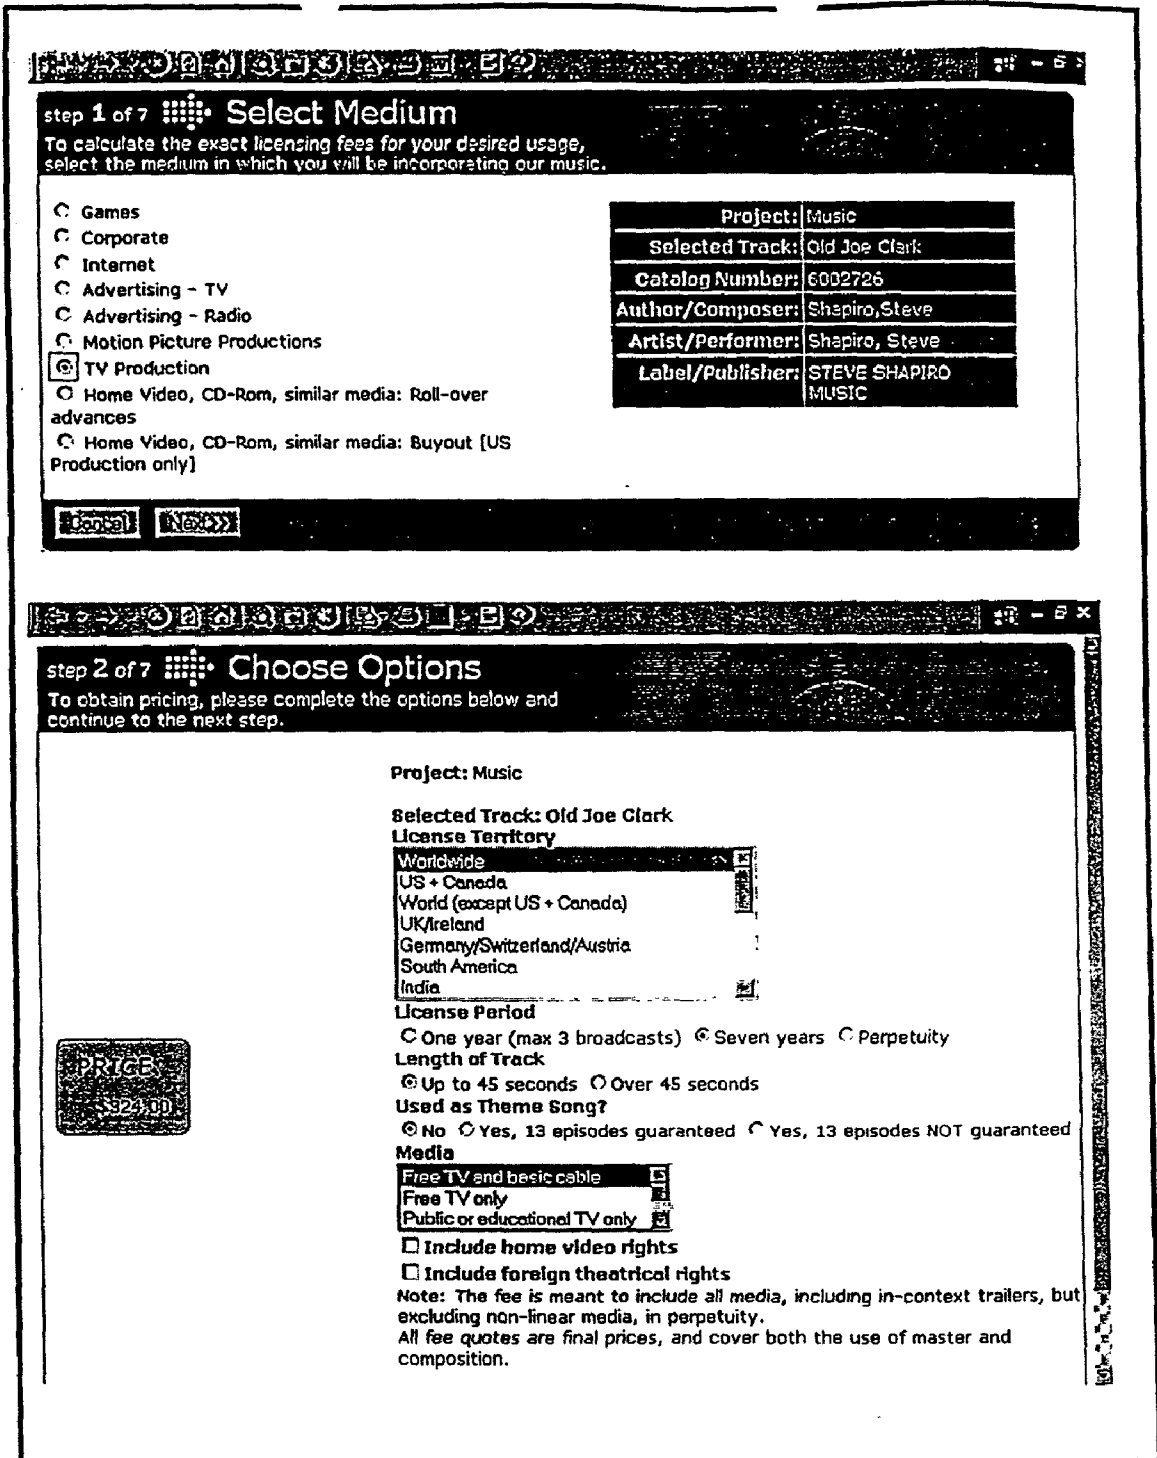 step 1 of 7 Select Medium
To calculate the exact licensing fees for your desired usage,
select the medium in which you will be incorporating our music.
Games
Corporate
Internet
Advertising - TV
Advertising - Radio
Motion Picture Productions
TV Production
Home Video, CD-Rom, similar media: Roll-over
advances
Home Video, CD-Rom, similar media: Buyout [US
Production only]
Project: Music
Selected Track: Old Joe Clark
Catalog Number: 6002726
Author/Composer: Shapiro,Steve
Artist/Performer: Shapiro, Steve
Label/Publisher: STEVE SHAPIRO
MUSIC
Cancel Next>>
step 2 of 7 Choose Options
To obtain pricing, please complete the options below and
continue to the next step.
Project: Music
Selected Track: Old Joe Clark
License Territory
Worldwide
US + Canada
World (except US + Canada)
UK/Ireland
Germany/Switzerland/Austria
South America
India
License Period
One year (max 3 broadcasts) Seven years Perpetuity
PRICE
Length of Track
Up to 45 seconds Over 45 seconds
Used as Theme Song?
No Yes, 13 episodes guaranteed Yes, 13 episodes NOT guaranteed
Media
Free TV and basic cable
Free TV only
Public or educational TV only
Include home video rights
Include foreign theatrical rights
Note: The fee is meant to include all media, including in-context trailers, but
excluding non-linear media, in perpetuity.
All fee quotes are final prices, and cover both the use of master and
composition.